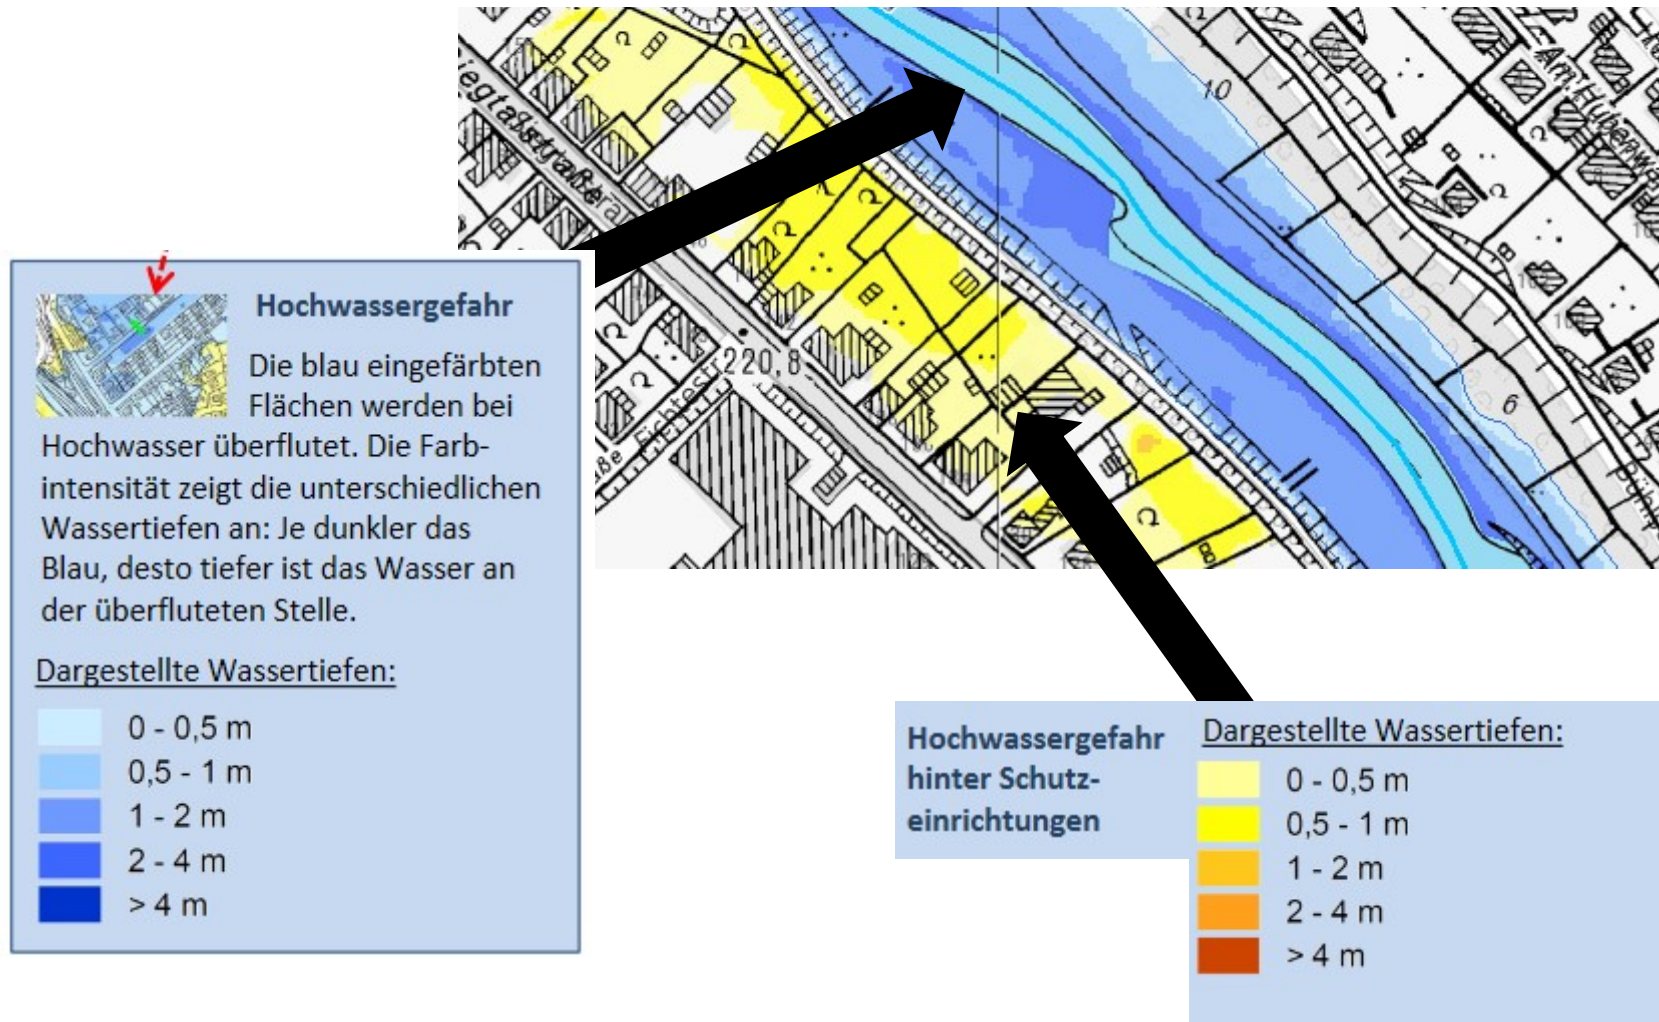 10
6
220,8
Fichtestr
Hochwassergefahr
Die blau eingefärbten
Flächen werden bei
Hochwasser überflutet. Die Farb-
intensität zeigt die unterschiedlichen
Wassertiefen an: Je dunkler das
Blau, desto tiefer ist das Wasser an
der überfluteten Stelle.
Dargestellte Wassertiefen:
0 - 0,5 m
0,5 - 1 m
1 - 2 m
2 - 4 m
> 4 m
Hochwassergefahr
hinter Schutz-
einrichtungen
Dargestellte Wassertiefen:
0 - 0,5 m
0,5 - 1 m
1 - 2 m
2 - 4 m
> 4 m